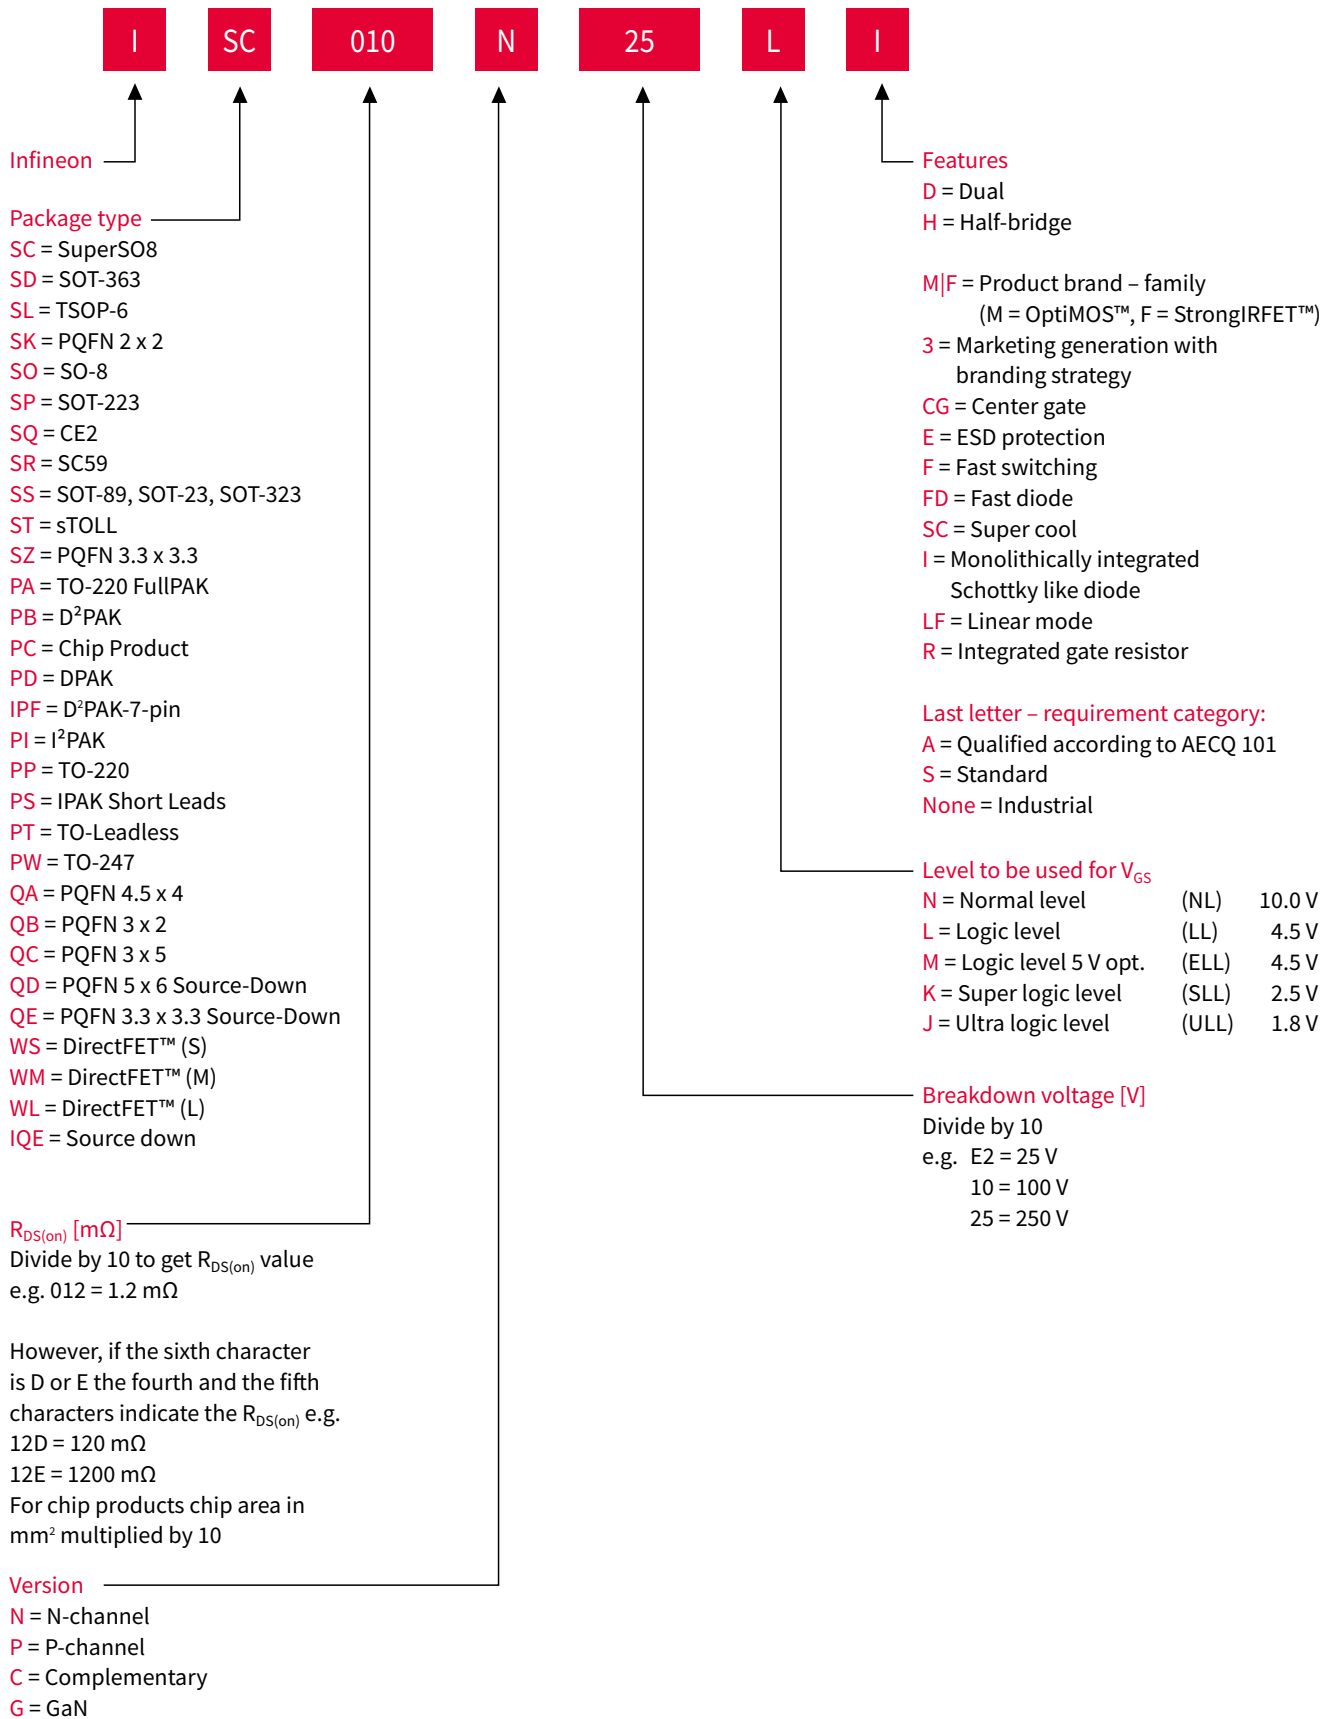 I SC 010 N 25 L I
Infineon
Package type
SC = SuperSO8
SD = SOT-363
SL = TSOP-6
SK = PQFN 2 x 2
SO = SO-8
SP = SOT-223
SQ = CE2
SR = SC59
SS = SOT-89, SOT-23, SOT-323
ST = sTOLL
SZ = PQFN 3.3 x 3.3
PA = TO-220 FullPAK
PB = D²PAK
PC = Chip Product
PD = DPAK
IPF = D²PAK-7-pin
PI = I²PAK
PP = TO-220
PS = IPAK Short Leads
PT = TO-Leadless
PW = TO-247
QA = PQFN 4.5 x 4
QB = PQFN 3 x 2
QC = PQFN 3 x 5
QD = PQFN 5 x 6 Source-Down
QE = PQFN 3.3 x 3.3 Source-Down
WS = DirectFET™ (S)
WM = DirectFET™ (M)
WL = DirectFET™ (L)
IQE = Source down
RDS(on) [mΩ]
Divide by 10 to get RDS(on) value
e.g. 012 = 1.2 mΩ
However, if the sixth character
is D or E the fourth and the fifth
characters indicate the RDS(on) e.g.
12D = 120 mΩ
12E = 1200 mΩ
For chip products chip area in
mm² multiplied by 10
Version
N = N-channel
P = P-channel
C = Complementary
G = GaN
Features
D = Dual
H = Half-bridge
M|F = Product brand – family
(M = OptiMOS™, F = StrongIRFET™)
3 = Marketing generation with
branding strategy
CG = Center gate
E = ESD protection
F = Fast switching
FD = Fast diode
SC = Super cool
I = Monolithically integrated
Schottky like diode
LF = Linear mode
R = Integrated gate resistor
Last letter – requirement category:
A = Qualified according to AECQ 101
S = Standard
None = Industrial
Level to be used for VGS
N = Normal level (NL) 10.0 V
L = Logic level (LL) 4.5 V
M = Logic level 5 V opt. (ELL) 4.5 V
K = Super logic level (SLL) 2.5 V
J = Ultra logic level (ULL) 1.8 V
Breakdown voltage [V]
Divide by 10
e.g. E2 = 25 V
10 = 100 V
25 = 250 V